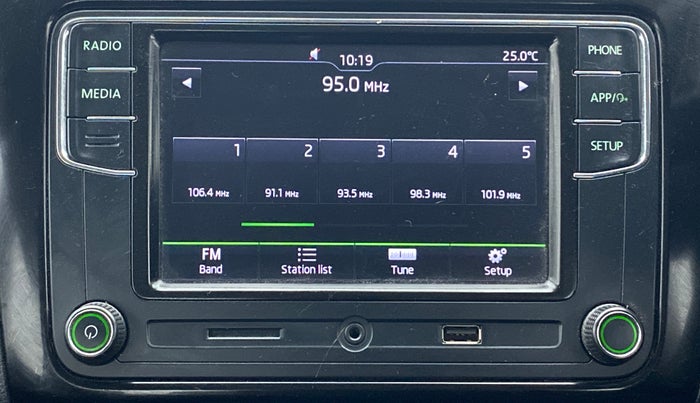 RADIO
MEDIA
10:19
25.0°C
95.0 MHz
1 2 3 4 5
106.4 MHz 91.1 MHz 93.5 MHz 98.3 MHz 101.9 MHz
FM
Band Station list Tune Setup
PHONE
APP/
SETUP